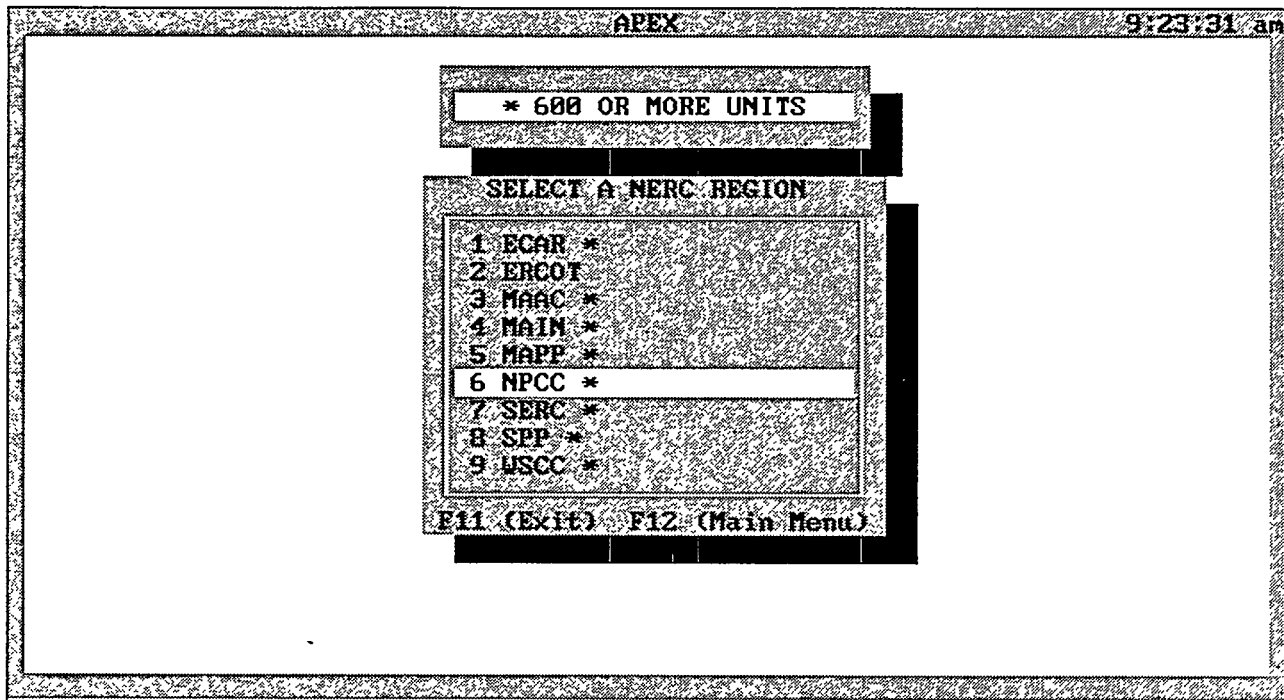 APEX 9:23:31 am
* 600 OR MORE UNITS
SELECT A NERC REGION
1 ECAR *
2 ERCOT
3 MAAC *
4 MAIN *
5 MAPP *
6 NPCC *
7 SERC *
8 SPP *
9 WSCC *
F11 (Exit) F12 (Main Menu)